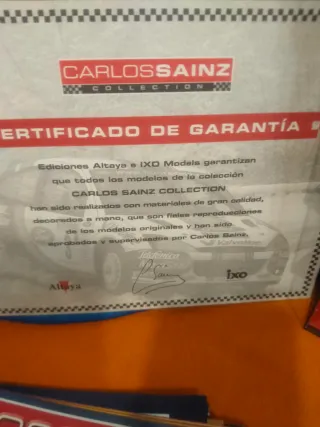 CARLOSSAINZ
COLLECTION
ERTIFICADO DE GARANTÍA
Ediciones Altaya e IXO Models garantizan
que todos los modelos de la colección
CARLOS SAINZ COLLECTION
han sido realizados con materiales de gran calidad,
decorados a mano, que son fieles reproducciones
de los modelos originales y han sido
aprobados y supervisados por Carlos Sainz.
Altaya
ixo